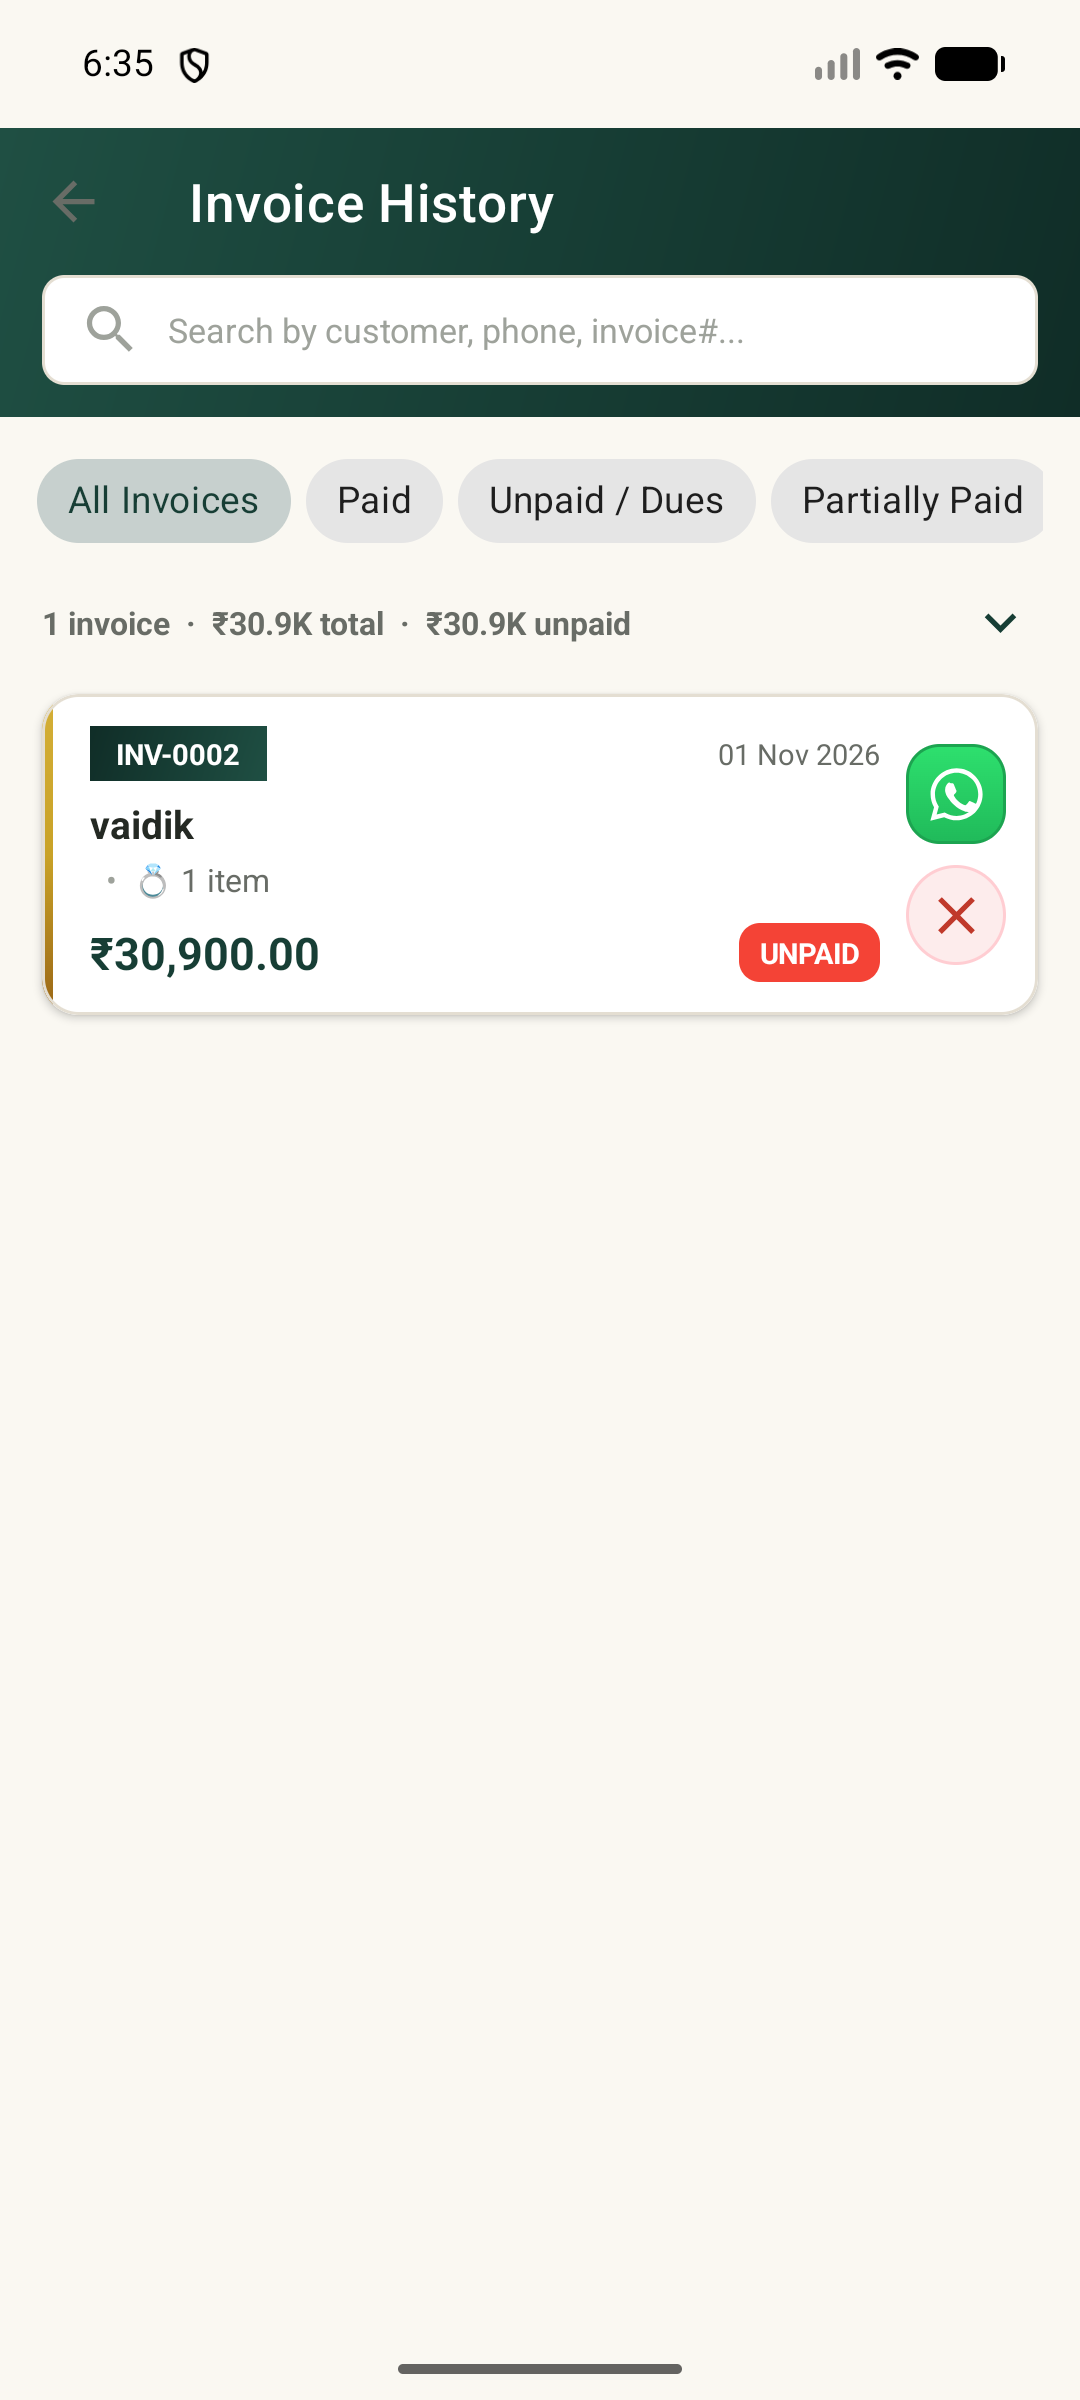 6:35
Invoice History
Search by customer, phone, invoice#...
All Invoices
Paid
Unpaid / Dues
Partially Paid
1 invoice · ₹30.9K total · ₹30.9K unpaid
INV-0002
01 Nov 2026
vaidik
• 💍 1 item
₹30,900.00
UNPAID